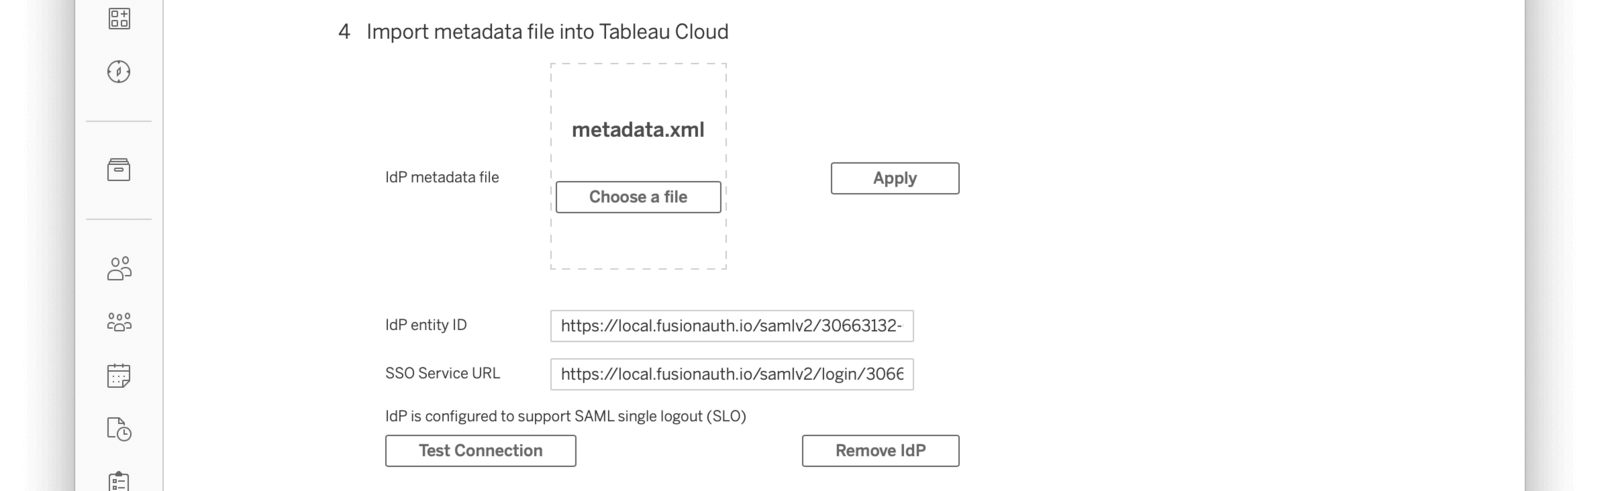 4 Import metadata file into Tableau Cloud
metadata.xml
IdP metadata file
Choose a file
Apply
IdP entity ID
https://local.fusionauth.io/samlv2/30663132-
SSO Service URL
https://local.fusionauth.io/samlv2/login/3066
IdP is configured to support SAML single logout (SLO)
Test Connection
Remove IdP